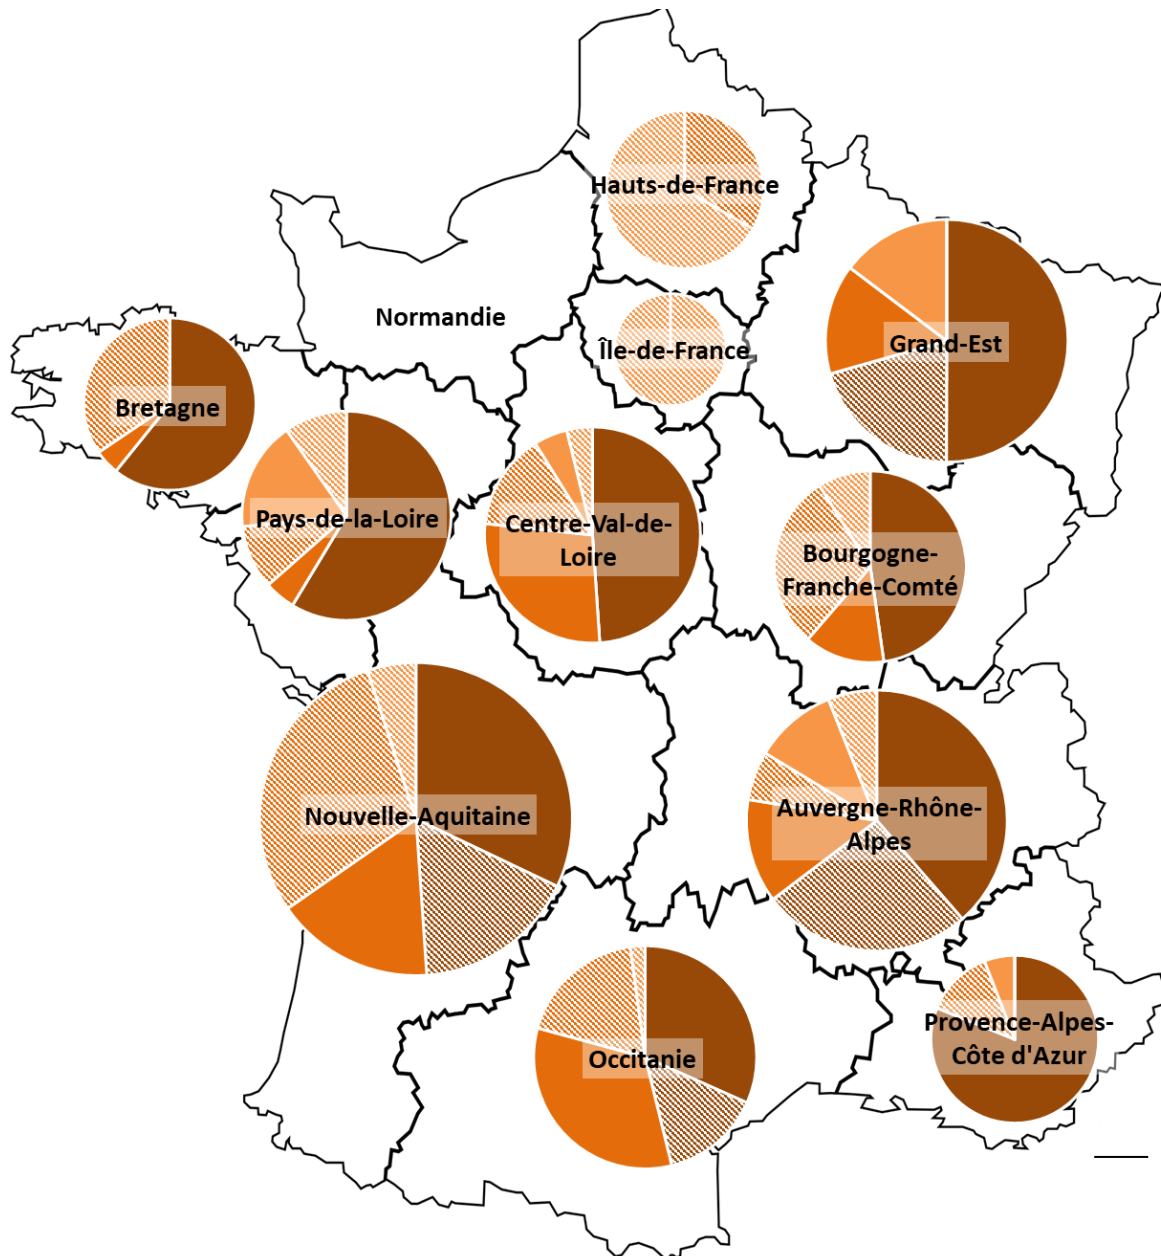 Hauts-de-France
Normandie
Île-de-France
Grand-Est
Bretagne
Pays-de-la-Loire
Centre-Val-de-
Loire
Bourgogne-
Franche-Comté
Nouvelle-Aquitaine
Auvergne-Rhône-
Alpes
Occitanie
Provence-Alpes-
Côte d'Azur